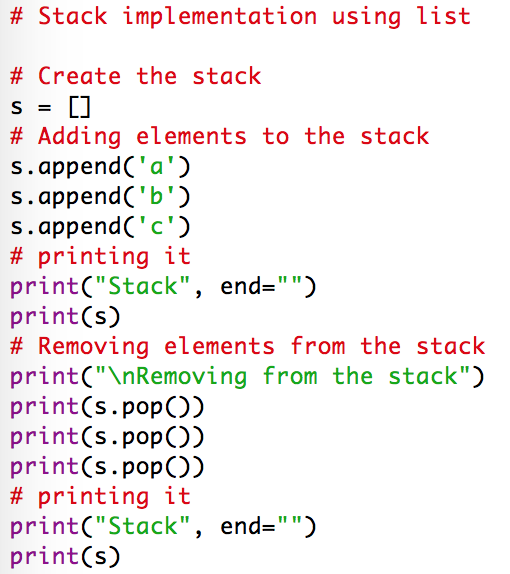 # Stack implementation using list
# Create the stack
s = []
# Adding elements to the stack
s.append('a')
s.append('b')
s.append('c')
# printing it
print("Stack", end="")
print(s)
# Removing elements from the stack
print("\nRemoving from the stack")
print(s.pop())
print(s.pop())
print(s.pop())
# printing it
print("Stack", end="")
print(s)